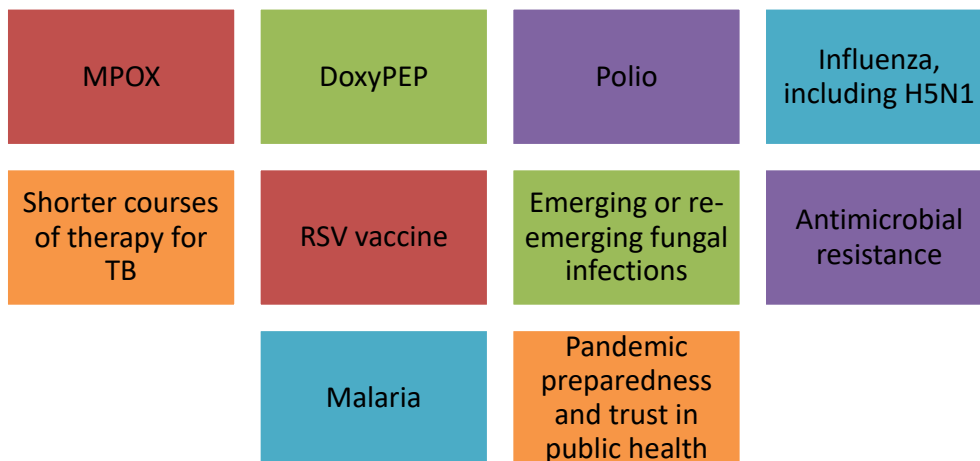 MPOX
DoxyPEP
Polio
Influenza,
including H5N1
Shorter courses
of therapy for
TB
RSV vaccine
Emerging or re-
emerging fungal
infections
Antimicrobial
resistance
Malaria
Pandemic
preparedness
and trust in
public health